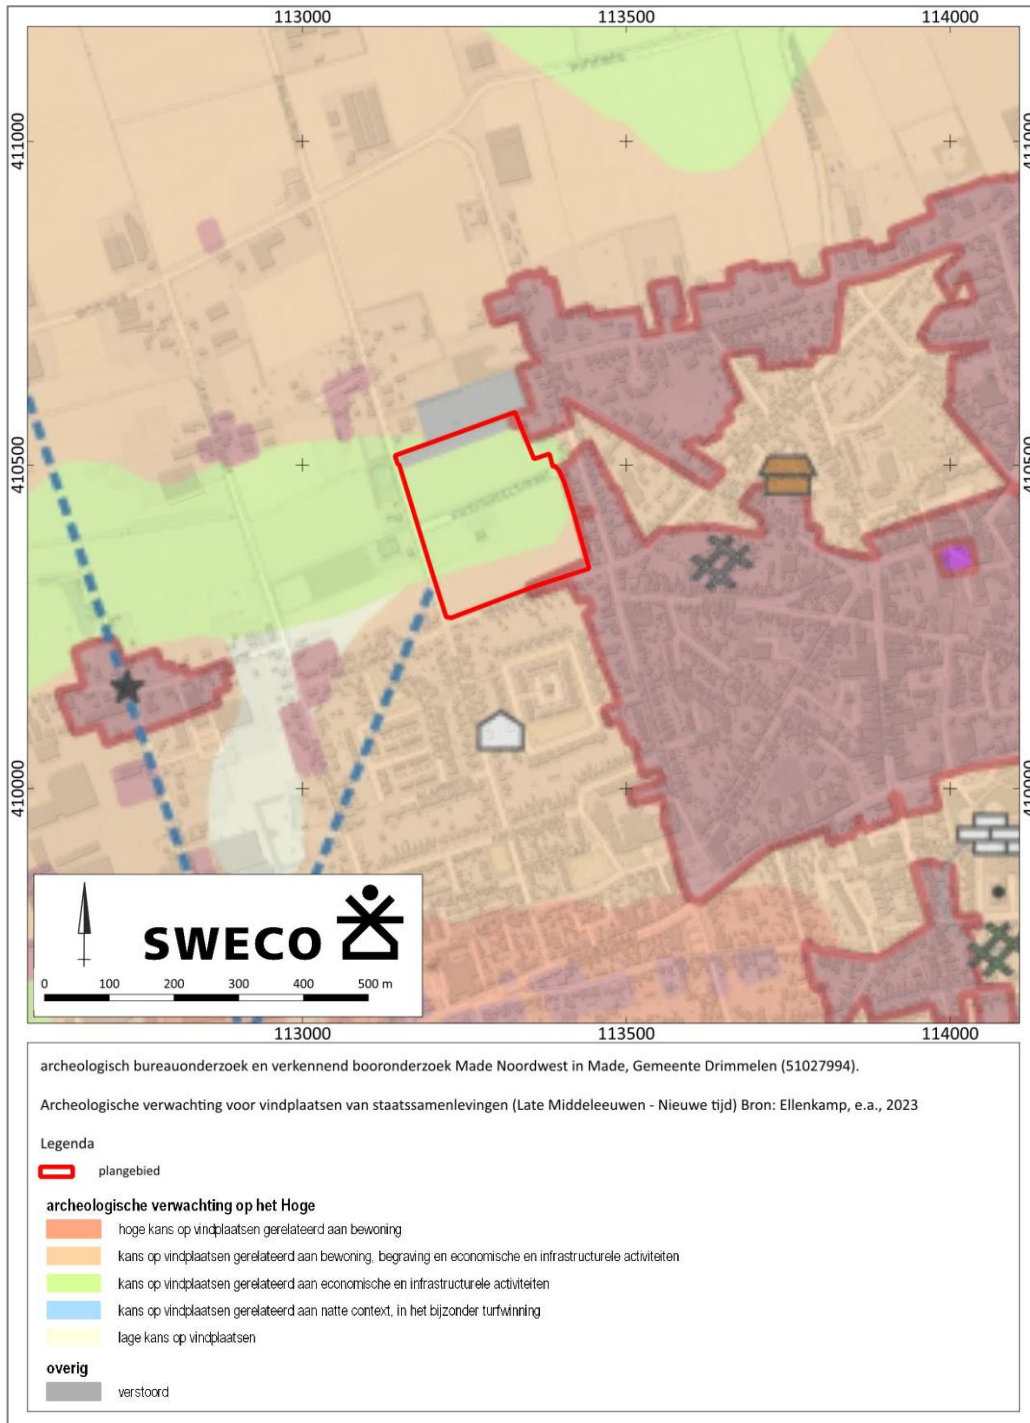 113000 113500 114000
411000 411000
410500 410500
410000 410000
SWECO
0 100 200 300 400 500 m
113000 113500 114000
archeologisch bureauonderzoek en verkennend booronderzoek Made Noordwest in Made, Gemeente Drimmelen (51027994).
Archeologische verwachting voor vindplaatsen van staatssamenlevingen (Late Middeleeuwen - Nieuwe tijd) Bron: Ellenkamp, e.a., 2023
Legenda
plangebied
archeologische verwachting op het Hoge
hoge kans op vindplaatsen gerelateerd aan bewoning
kans op vindplaatsen gerelateerd aan bewoning, begraving en economische en infrastructurele activiteiten
kans op vindplaatsen gerelateerd aan economische en infrastructurele activiteiten
kans op vindplaatsen gerelateerd aan natte context, in het bijzonder turfwinning
lage kans op vindplaatsen
overig
verstoord